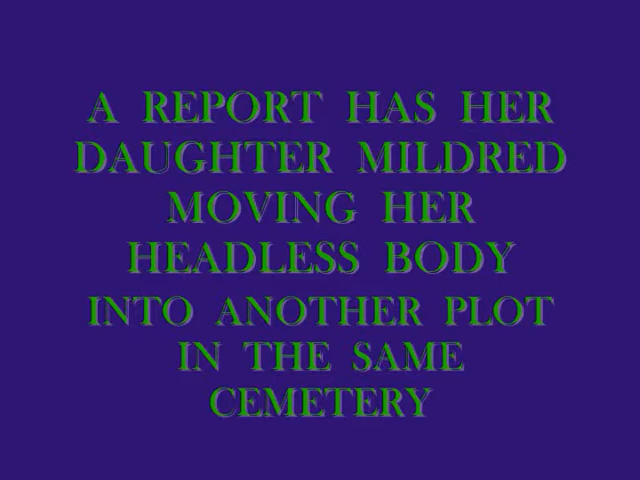 A REPORT HAS HER
DAUGHTER MILDRED
MOVING HER
HEADLESS BODY
INTO ANOTHER PLOT
IN THE SAME
CEMETERY